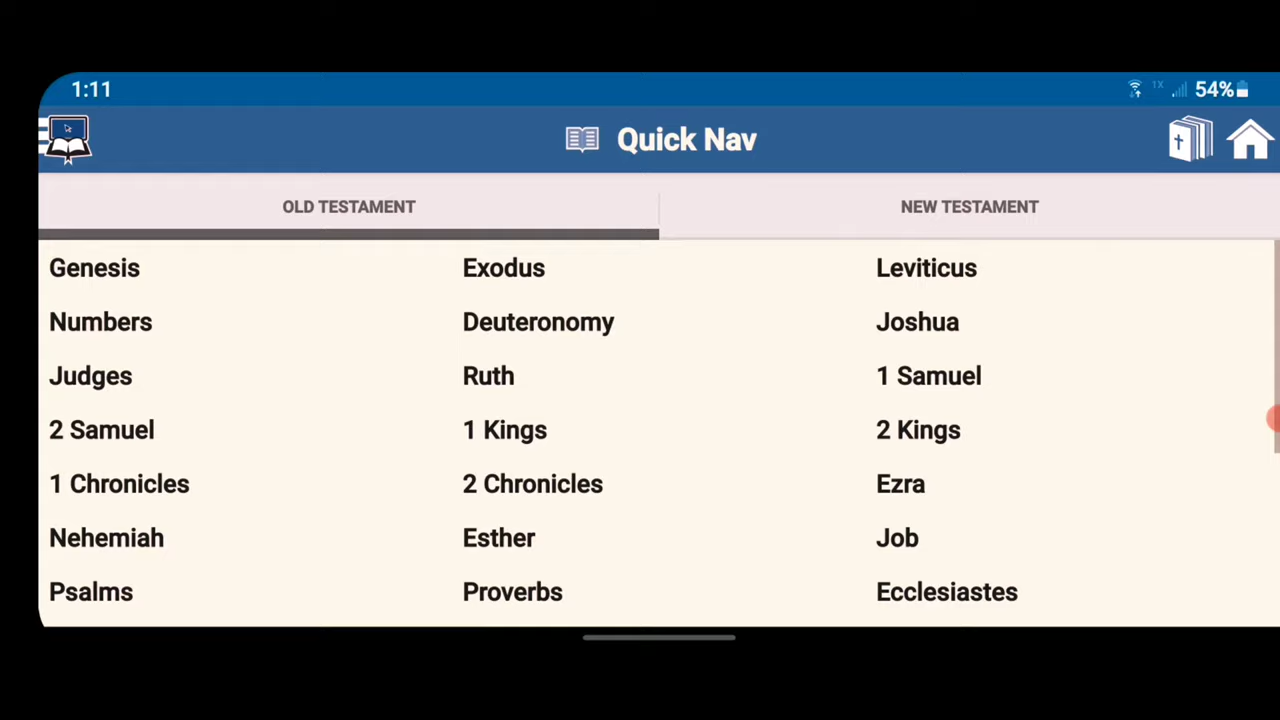 1:11
1X 54%
Quick Nav
OLD TESTAMENT NEW TESTAMENT
Genesis Exodus Leviticus
Numbers Deuteronomy Joshua
Judges Ruth 1 Samuel
2 Samuel 1 Kings 2 Kings
1 Chronicles 2 Chronicles Ezra
Nehemiah Esther Job
Psalms Proverbs Ecclesiastes